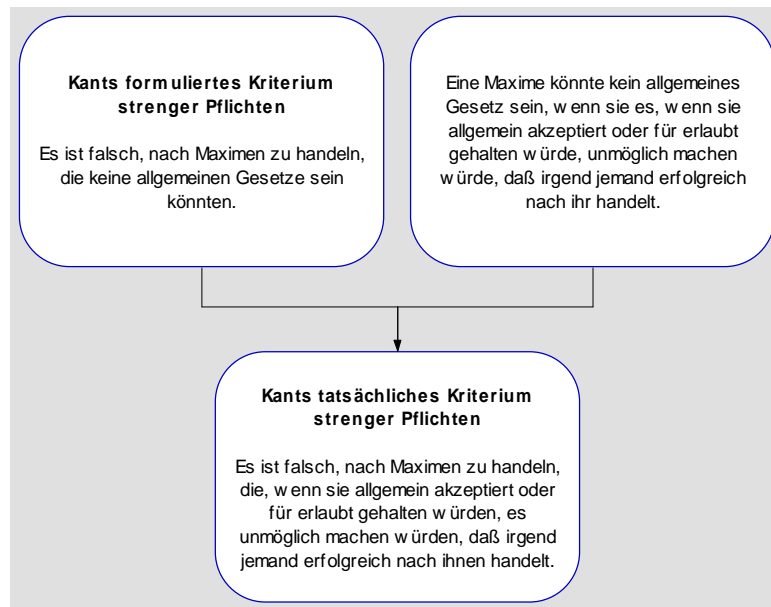 Kants formuliertes Kriterium
strenger Pflichten
Es ist falsch, nach Maximen zu handeln,
die keine allgemeinen Gesetze sein
könnten.
Eine Maxime könnte kein allgemeines
Gesetz sein, wenn sie es, wenn sie
allgemein akzeptiert oder für erlaubt
gehalten würde, unmöglich machen
würde, daß irgend jemand erfolgreich
nach ihr handelt.
Kants tatsächliches Kriterium
strenger Pflichten
Es ist falsch, nach Maximen zu handeln,
die, wenn sie allgemein akzeptiert oder
für erlaubt gehalten würden, es
unmöglich machen würden, daß irgend
jemand erfolgreich nach ihnen handelt.